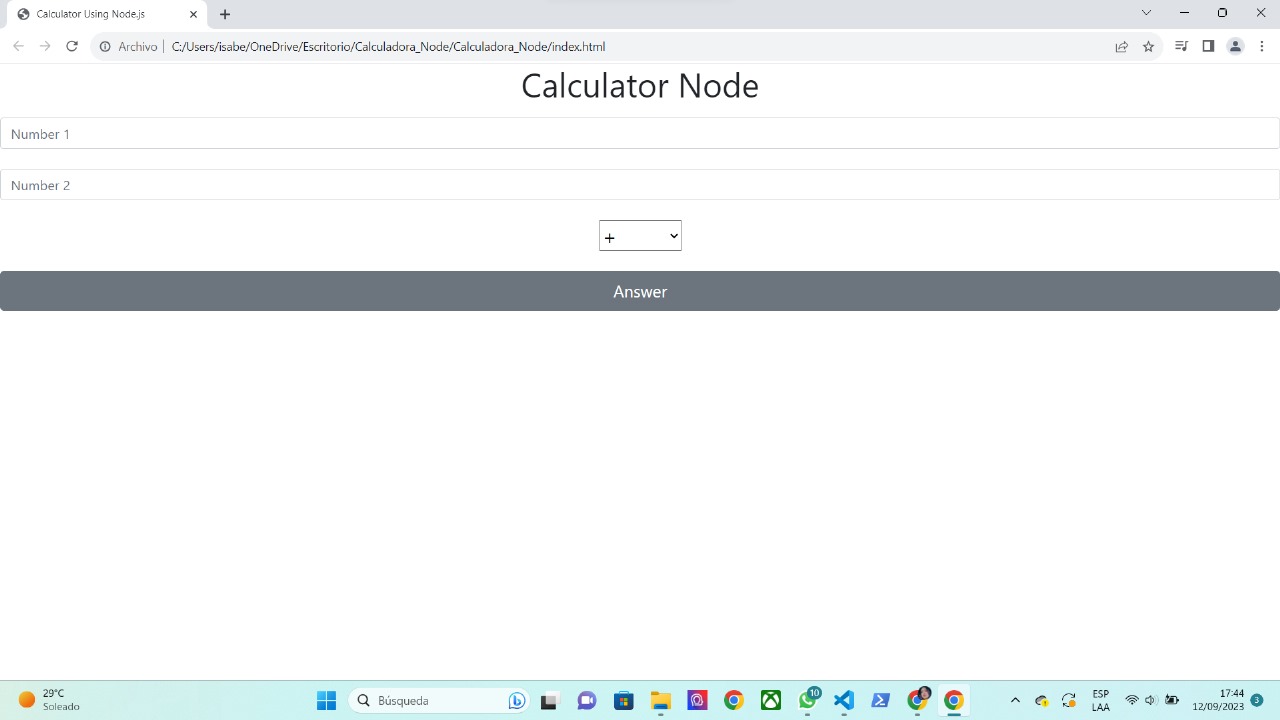 Calculator Using Node.js
Archivo C:/Users/isabe/OneDrive/Escritorio/Calculadora_Node/Calculadora_Node/index.html
Calculator Node
Number 1
Number 2
+
Answer
29°C
Soleado
Búsqueda
10
ESP
LAA
17:44
12/09/2023
3